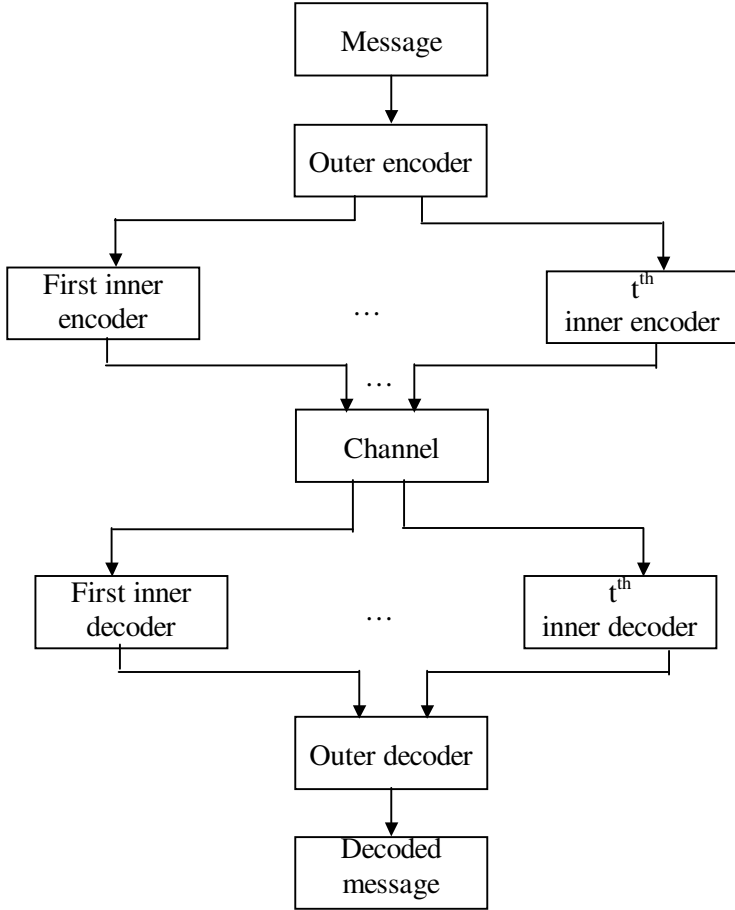 Message
Outer encoder
First inner
encoder
…
t^th
inner encoder
…
Channel
First inner
decoder
…
t^th
inner decoder
Outer decoder
Decoded
message